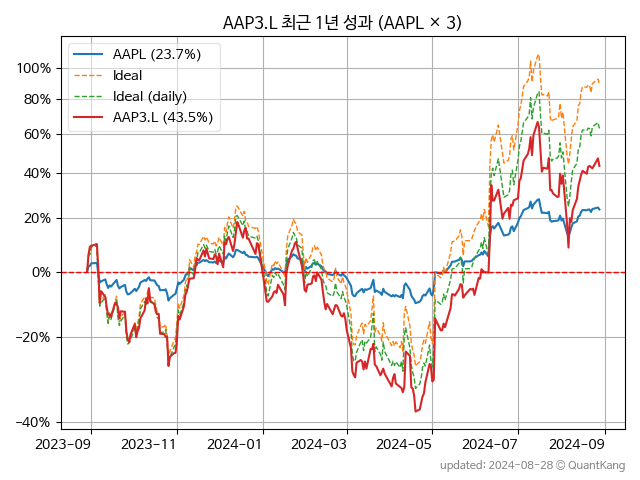 AAP3.L 최근 1년 성과 (AAPL × 3)
AAPL (23.7%)
Ideal
Ideal (daily)
AAP3.L (43.5%)
100%
80%
60%
40%
20%
0%
−20%
−40%
2023−09
2023−11
2024−01
2024−03
2024−05
2024−07
2024−09
updated: 2024-08-28 © QuantKang